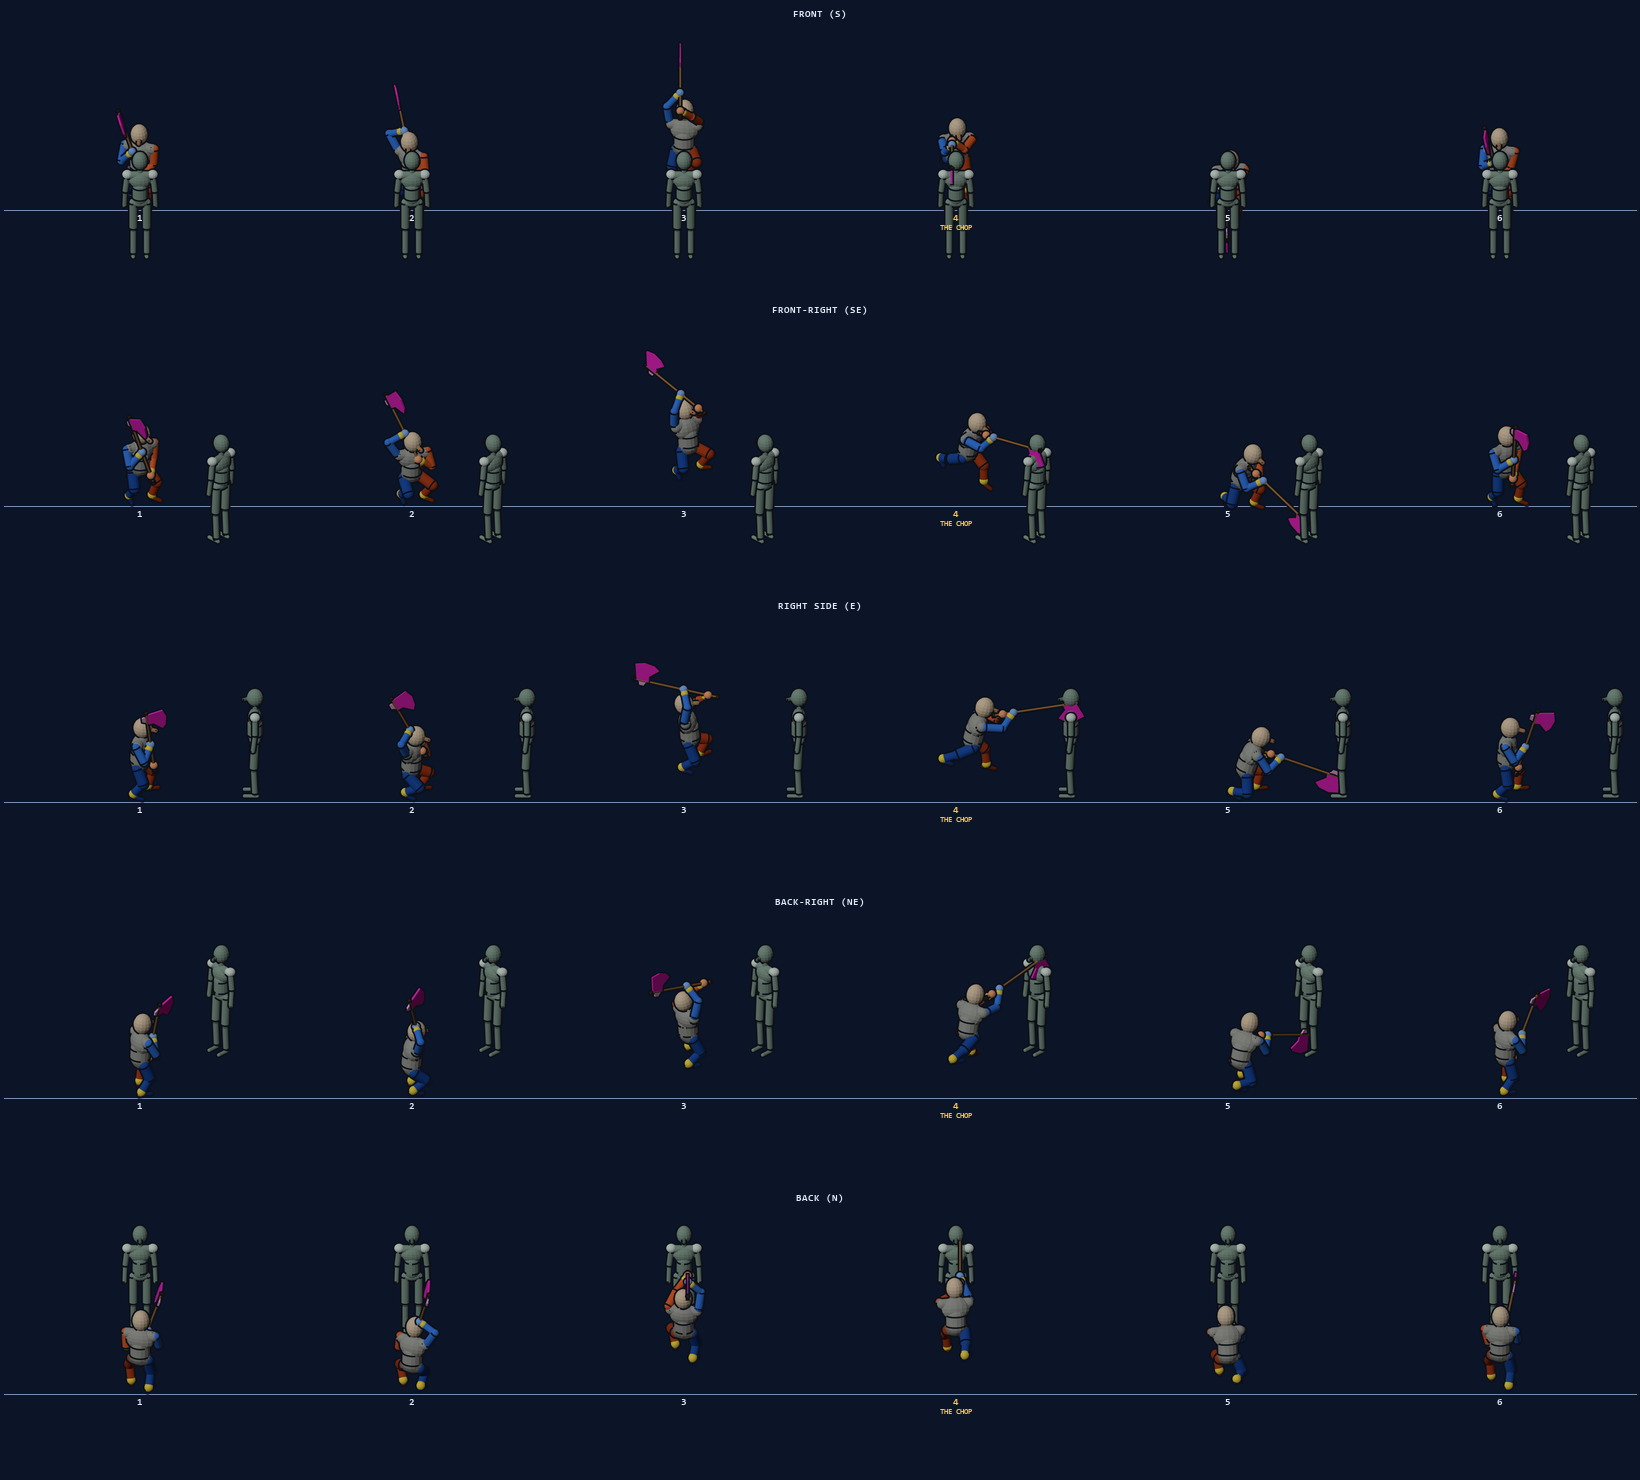 FRONT (S)
1 2 3 4 5 6
THE CHOP
FRONT-RIGHT (SE)
1 2 3 4 5 6
THE CHOP
RIGHT SIDE (E)
1 2 3 4 5 6
THE CHOP
BACK-RIGHT (NE)
1 2 3 4 5 6
THE CHOP
BACK (N)
1 2 3 4 5 6
THE CHOP